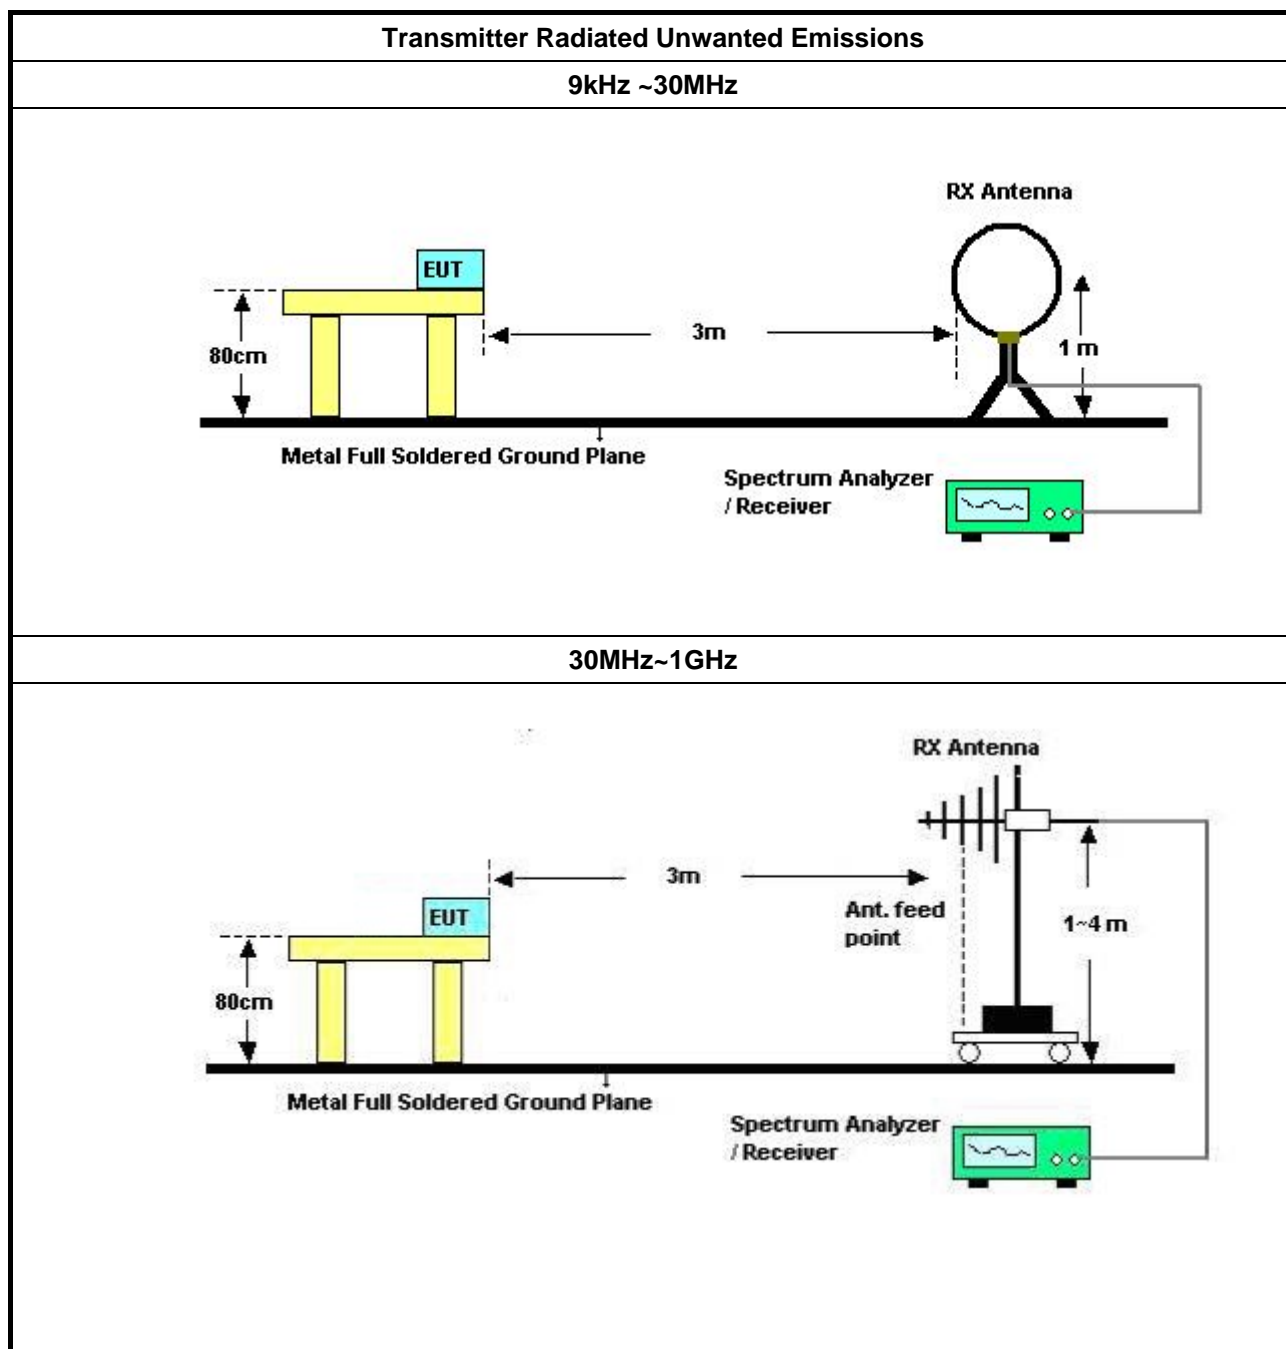 Transmitter Radiated Unwanted Emissions
9kHz ~30MHz
RX Antenna
EUT
3m
80cm
1 m
Metal Full Soldered Ground Plane
Spectrum Analyzer
/ Receiver
30MHz~1GHz
RX Antenna
3m
EUT
Ant. feed
point
1~4 m
80cm
Metal Full Soldered Ground Plane
Spectrum Analyzer
/ Receiver